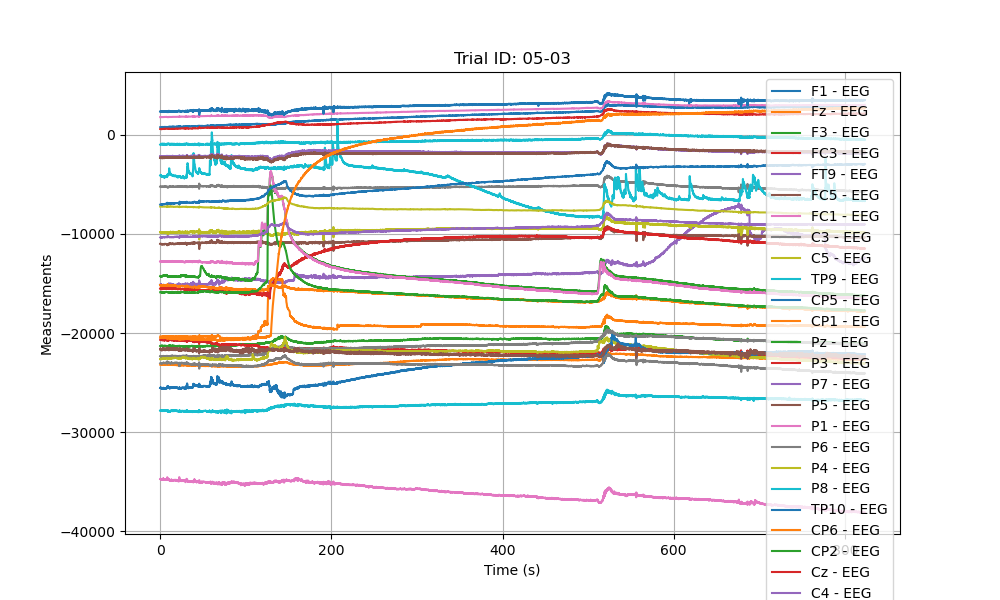 Trial ID: 05-03
Measurements
0
−10000
−20000
−30000
−40000
0
200
400
600
800
Time (s)
F1 - EEG
Fz - EEG
F3 - EEG
FC3 - EEG
FT9 - EEG
FC5 - EEG
FC1 - EEG
C3 - EEG
C5 - EEG
TP9 - EEG
CP5 - EEG
CP1 - EEG
Pz - EEG
P3 - EEG
P7 - EEG
P5 - EEG
P1 - EEG
P6 - EEG
P4 - EEG
P8 - EEG
TP10 - EEG
CP6 - EEG
CP2 - EEG
Cz - EEG
C4 - EEG